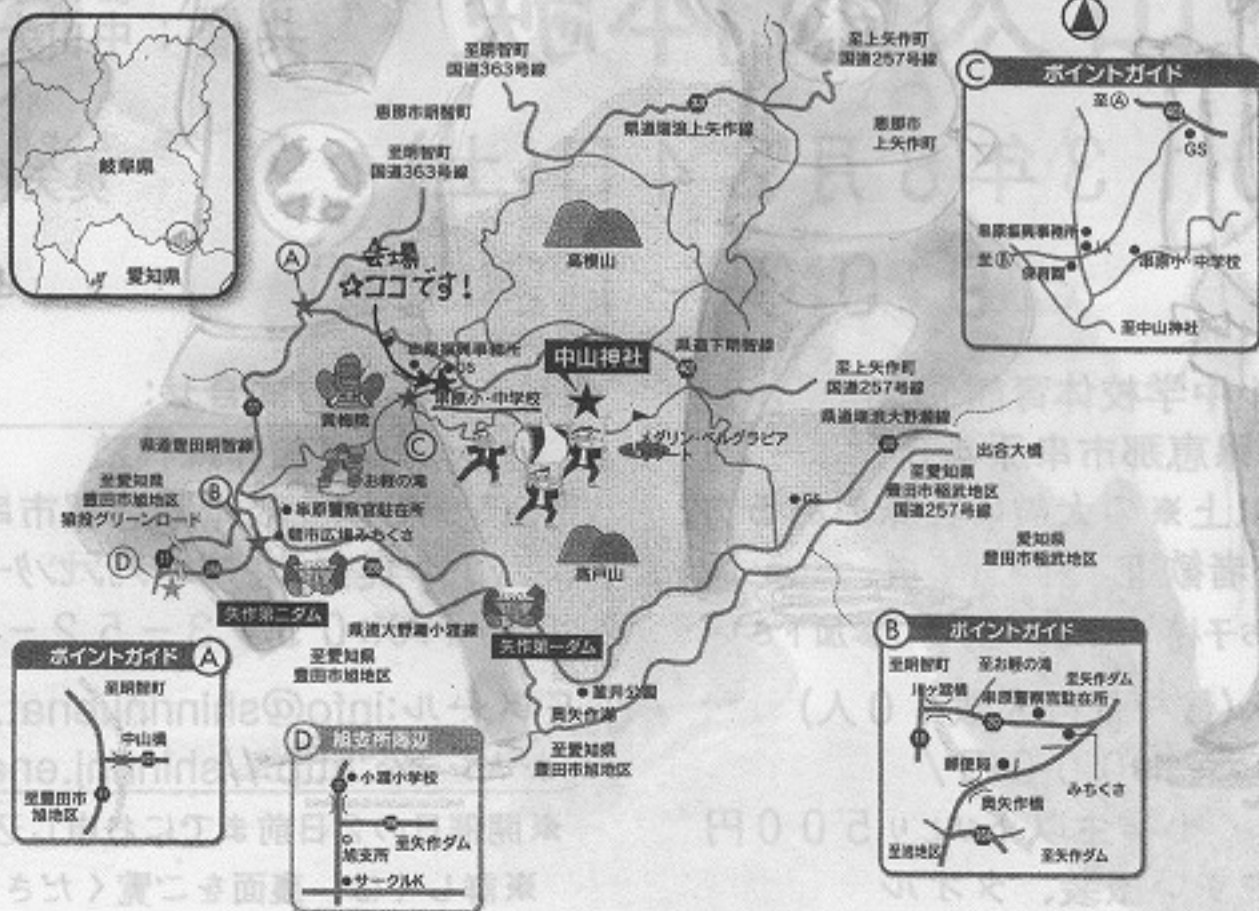 岐阜県
愛知県
至明智町
国道363号線
恵那市明智町
至明智町
国道363号線
県道瑞浪上矢作線
33
至上矢作町
国道257号線
恵那市
上矢作町
A
会場
☆ココです!
高根山
串原振興事務所
GS
串原小・中学校
中山神社
県道下明智線
至上矢作町
国道257号線
県道瑞浪大野瀬線
出合大橋
至愛知県
豊田市稲武地区
国道257号線
愛知県
豊田市稲武地区
GS
黄梅院
C
お軽の滝
県道豊田明智線
至愛知県
豊田市旭地区
猿投グリーンロード
B
D
串原警察官駐在所
朝市広場みちくさ
矢作第二ダム
県道大野瀬小渡線
至愛知県
豊田市旭地区
矢作第一ダム
高戸山
奥矢作湖
至愛知県
豊田市旭地区
C ポイントガイド
至Ⓐ
GS
串原振興事務所
JA
至Ⓑ
保育園
串原小・中学校
至中山神社
ポイントガイド A
至明智町
中山橋
至豊田市
旭地区
D 旭支所周辺
小渡小学校
至矢作ダム
旭支所
サークルK
B ポイントガイド
至明智町
至お軽の滝
至矢作ダム
串原警察官駐在所
郵便局
みちくさ
奥矢作橋
至旭地区
至矢作ダム